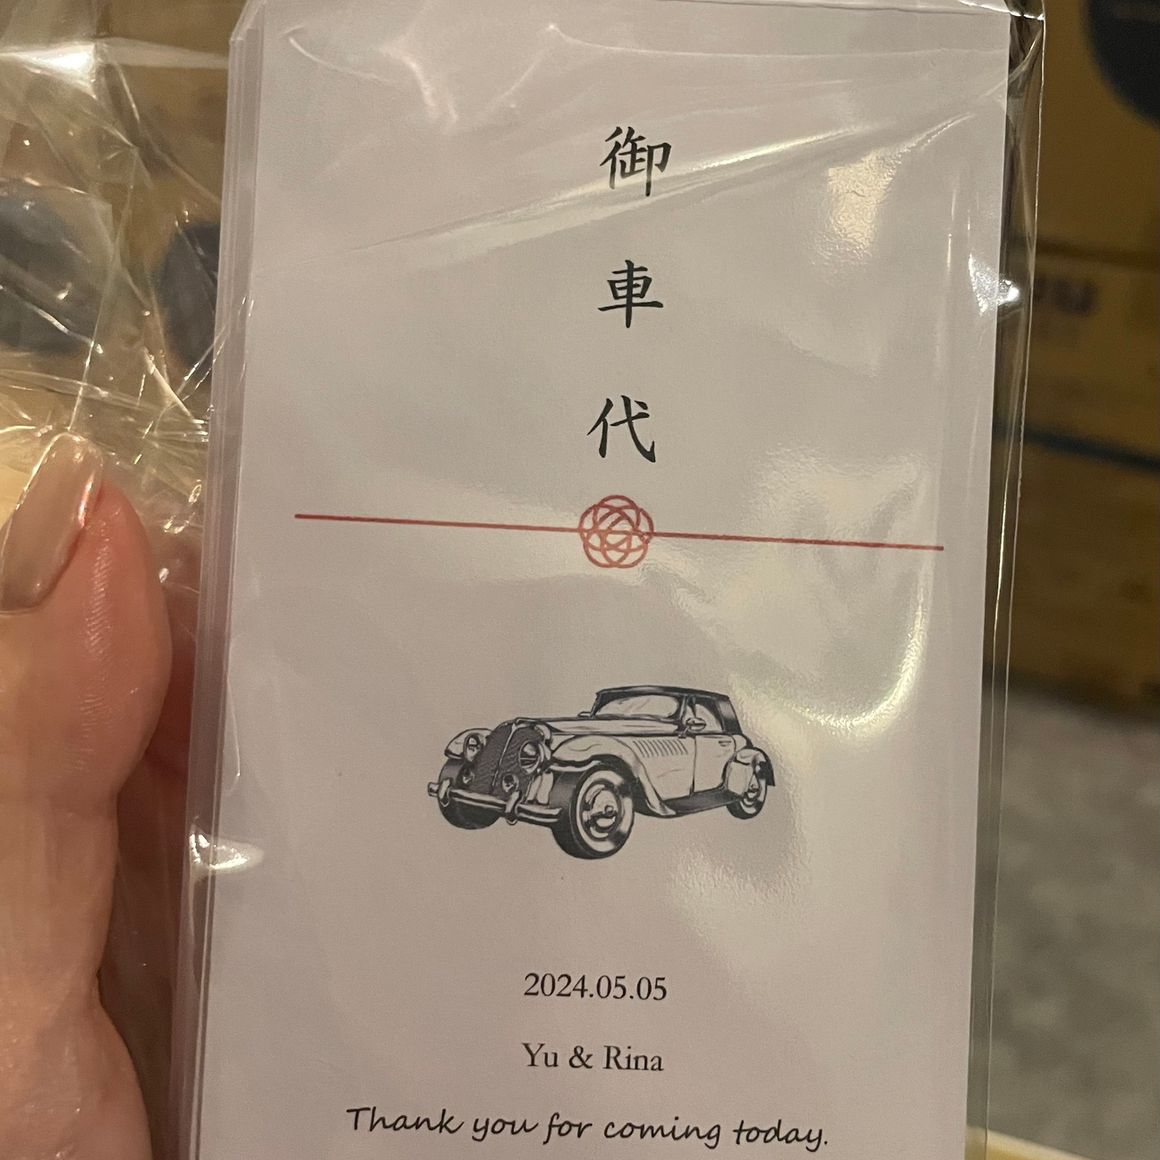 御車代
2024.05.05
Yu & Rina
Thank you for coming today.